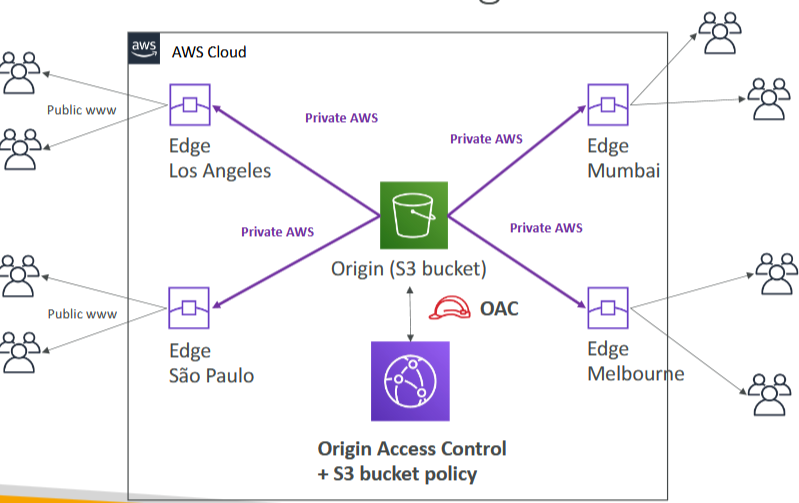 aws
AWS Cloud
Public www
Private AWS
Private AWS
Edge
Los Angeles
Edge
Mumbai
Private AWS
Private AWS
Origin (S3 bucket)
Public www
OAC
Edge
São Paulo
Edge
Melbourne
Origin Access Control
+ S3 bucket policy